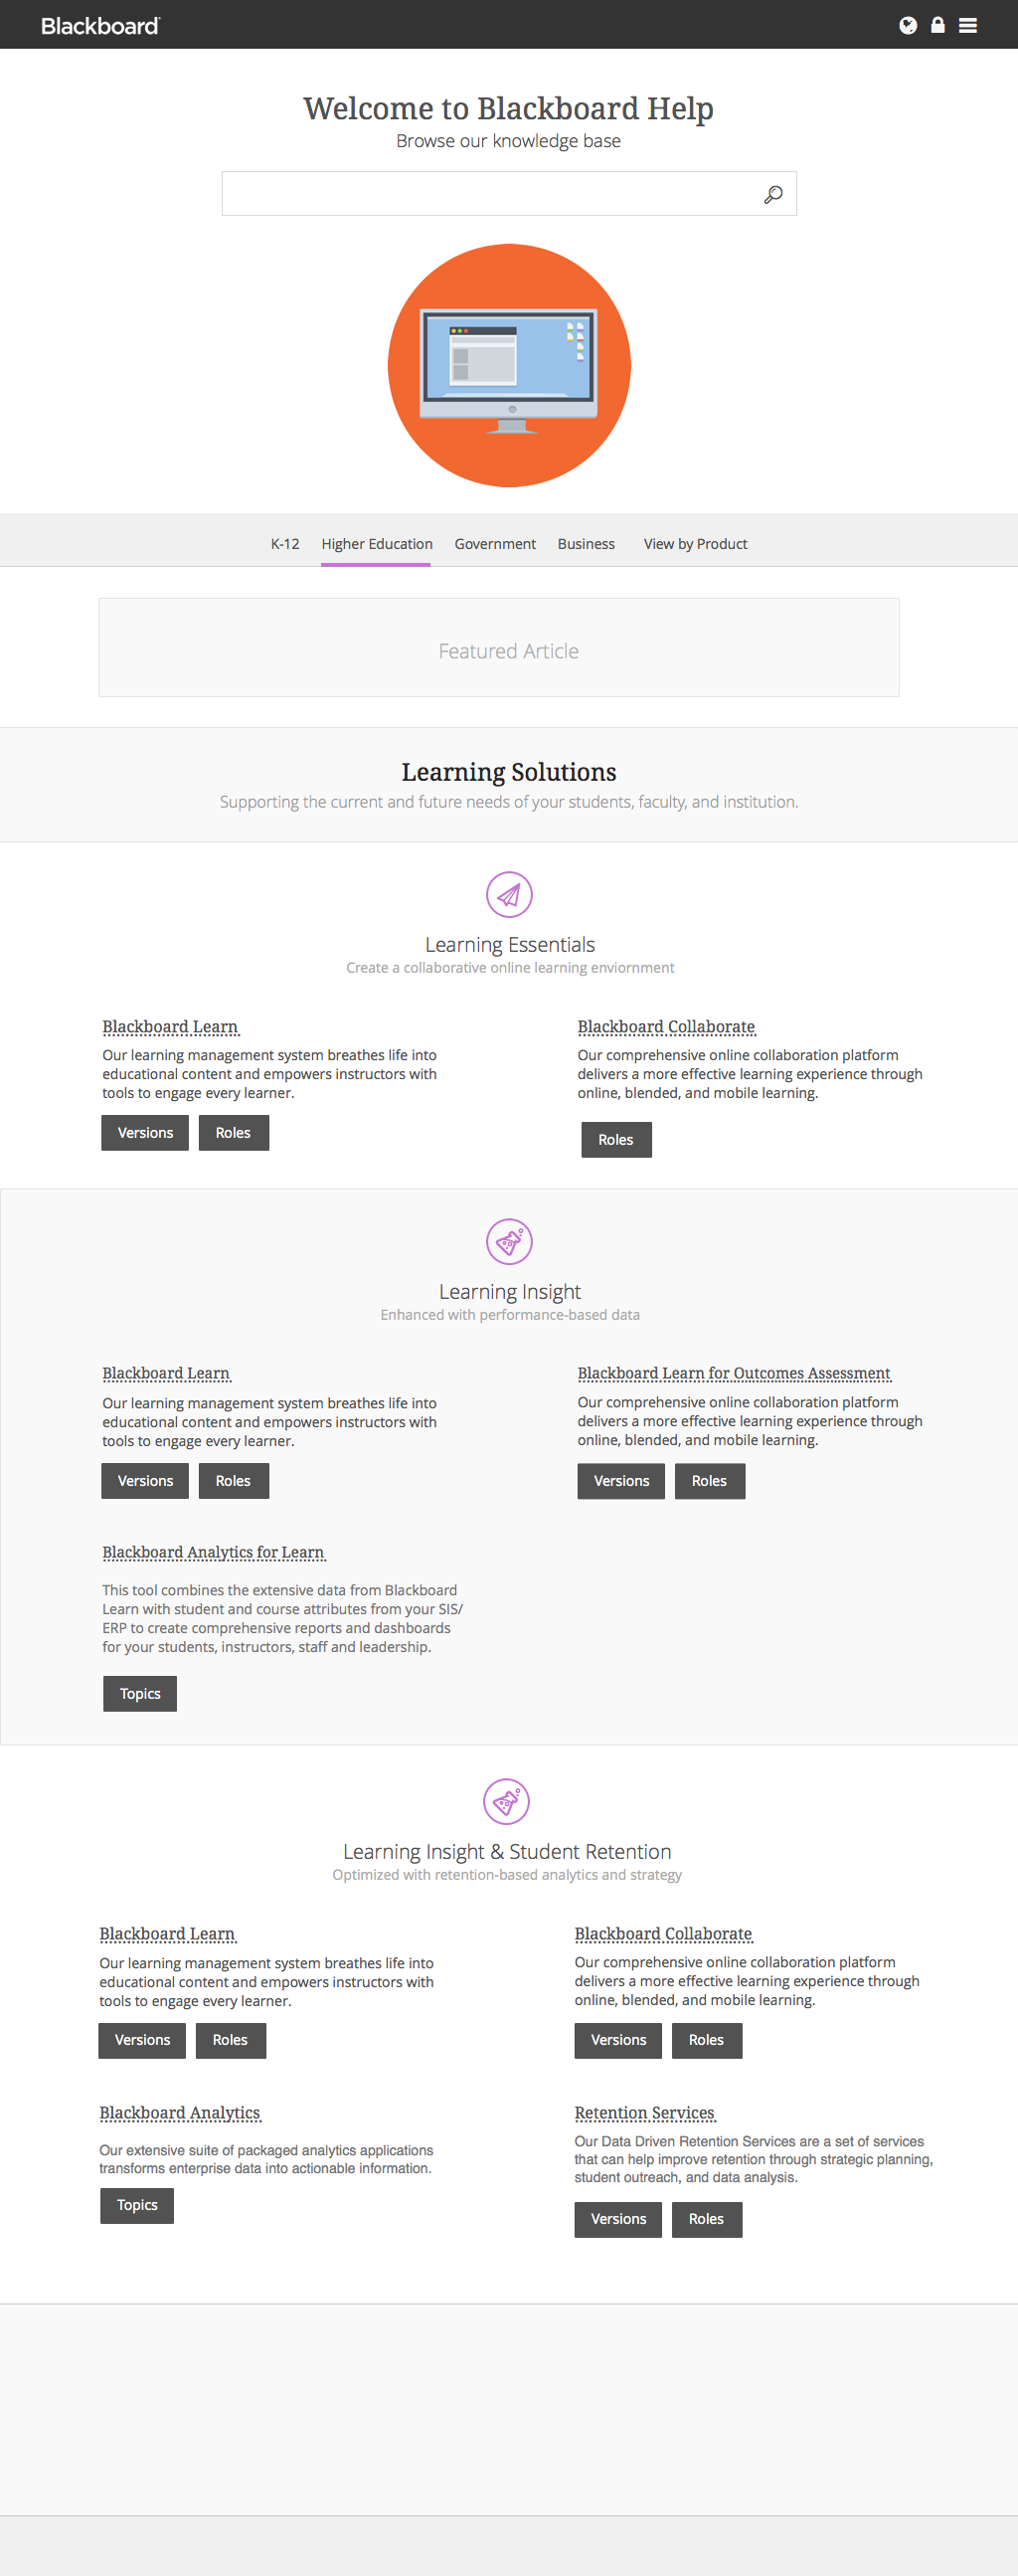 Blackboard
Welcome to Blackboard Help
Browse our knowledge base
K-12 Higher Education Government Business View by Product
Featured Article
Learning Solutions
Supporting the current and future needs of your students, faculty, and institution.
Learning Essentials
Create a collaborative online learning enviornment
Blackboard Learn
Our learning management system breathes life into
educational content and empowers instructors with
tools to engage every learner.
Versions Roles
Blackboard Collaborate
Our comprehensive online collaboration platform
delivers a more effective learning experience through
online, blended, and mobile learning.
Roles
Learning Insight
Enhanced with performance-based data
Blackboard Learn
Our learning management system breathes life into
educational content and empowers instructors with
tools to engage every learner.
Versions Roles
Blackboard Learn for Outcomes Assessment
Our comprehensive online collaboration platform
delivers a more effective learning experience through
online, blended, and mobile learning.
Versions Roles
Blackboard Analytics for Learn
This tool combines the extensive data from Blackboard
Learn with student and course attributes from your SIS/
ERP to create comprehensive reports and dashboards
for your students, instructors, staff and leadership.
Topics
Learning Insight & Student Retention
Optimized with retention-based analytics and strategy
Blackboard Learn
Our learning management system breathes life into
educational content and empowers instructors with
tools to engage every learner.
Versions Roles
Blackboard Collaborate
Our comprehensive online collaboration platform
delivers a more effective learning experience through
online, blended, and mobile learning.
Versions Roles
Blackboard Analytics
Our extensive suite of packaged analytics applications
transforms enterprise data into actionable information.
Topics
Retention Services
Our Data Driven Retention Services are a set of services
that can help improve retention through strategic planning,
student outreach, and data analysis.
Versions Roles